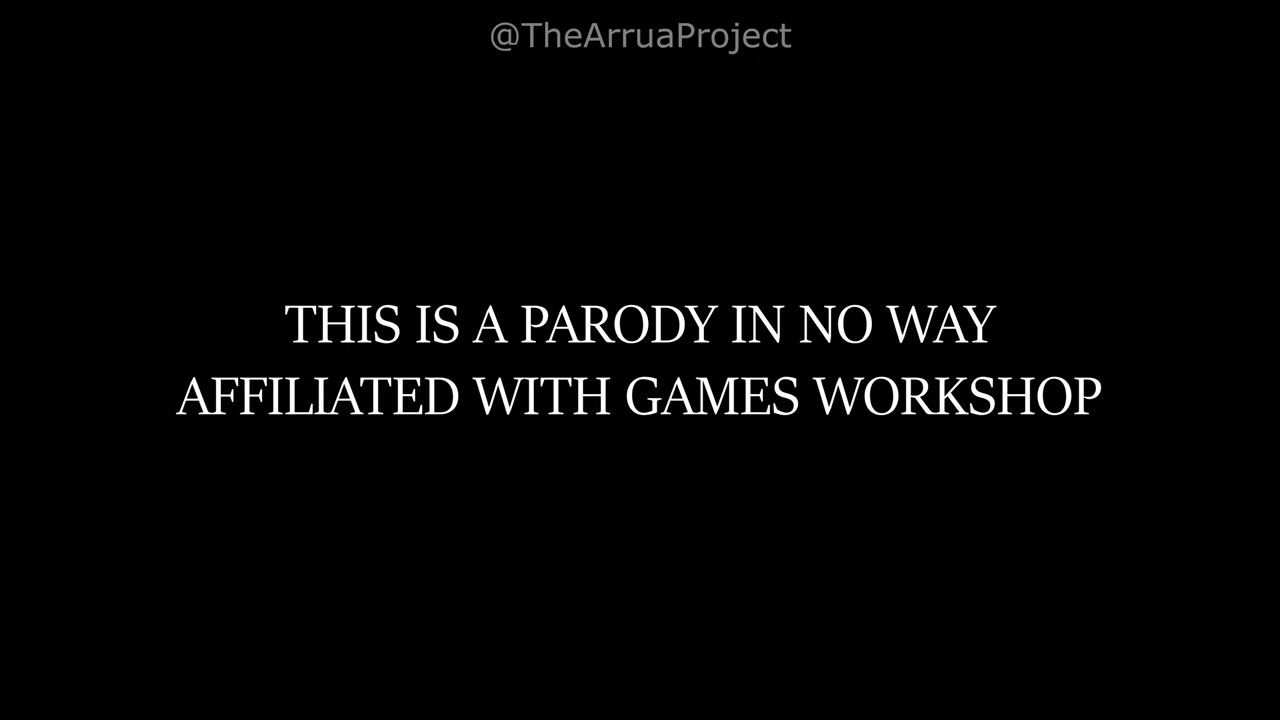 @TheArruaProject
THIS IS A PARODY IN NO WAY
AFFILIATED WITH GAMES WORKSHOP